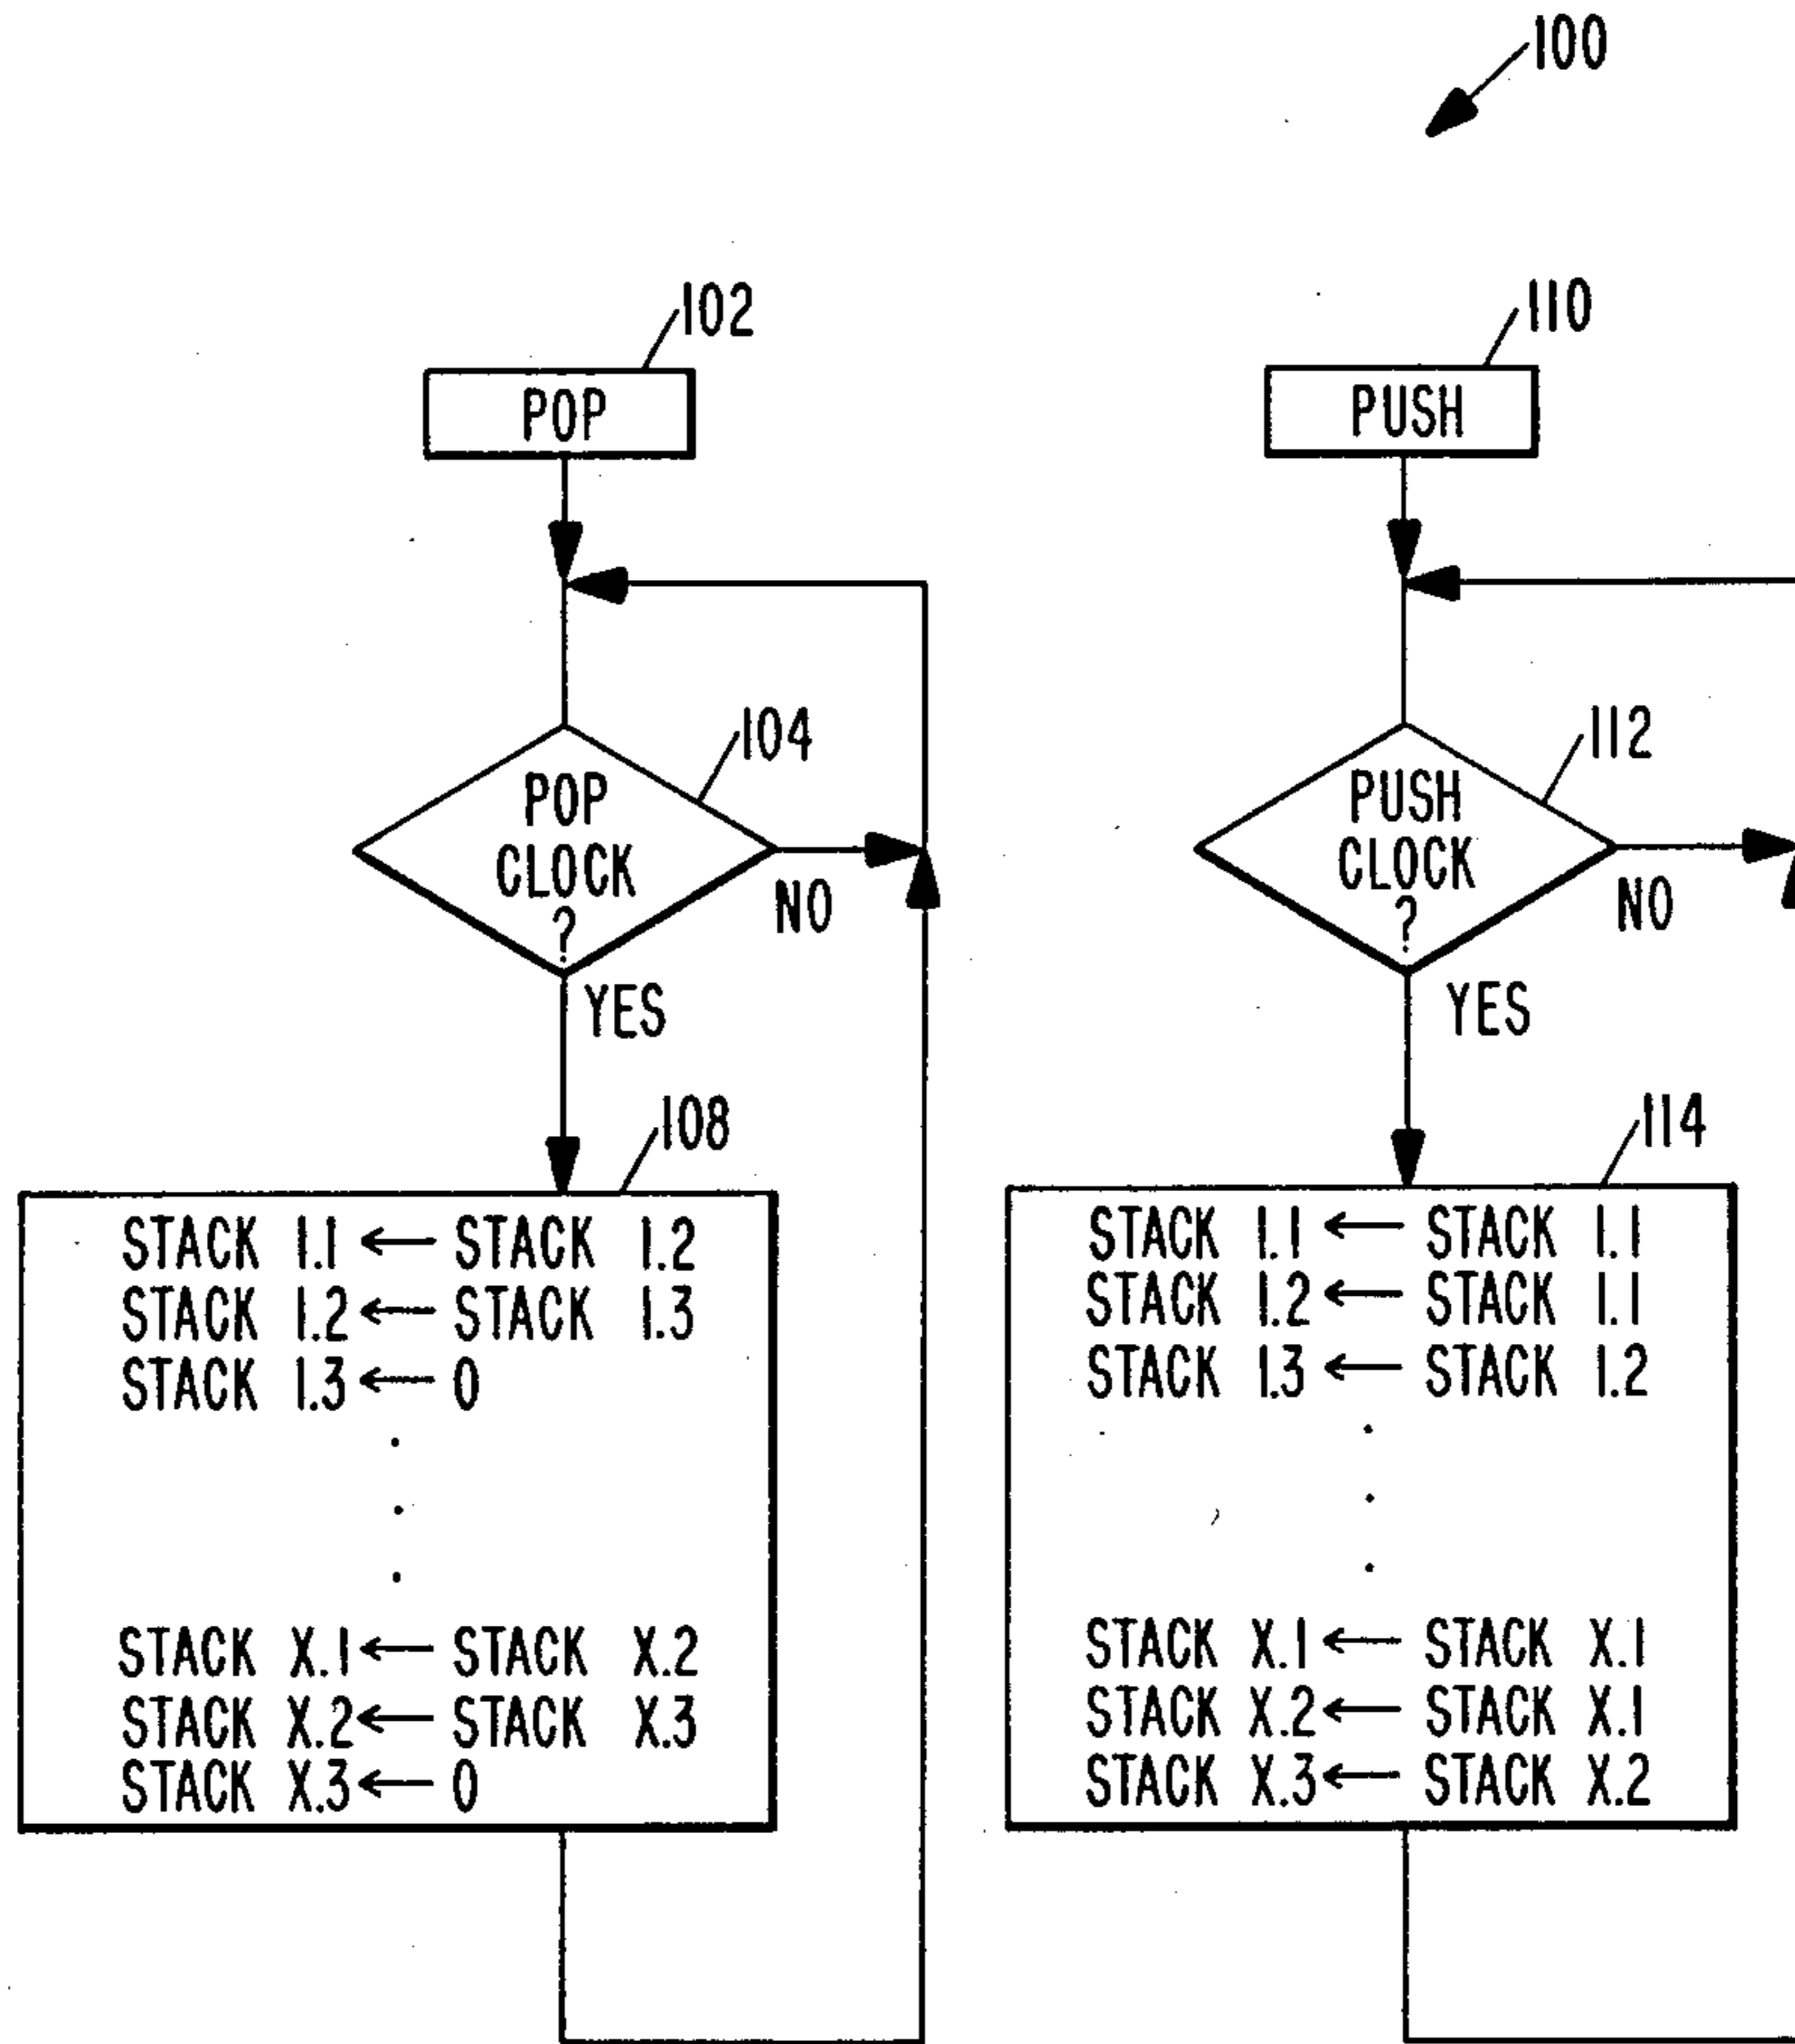 100
102
POP
104
POP
CLOCK
?
NO
YES
108
STACK 1.1 ← STACK 1.2
STACK 1.2 ← STACK 1.3
STACK 1.3 ← 0
.
.
.
STACK X.1 ← STACK X.2
STACK X.2 ← STACK X.3
STACK X.3 ← 0
110
PUSH
112
PUSH
CLOCK
?
NO
YES
114
STACK 1.1 ← STACK 1.1
STACK 1.2 ← STACK 1.1
STACK 1.3 ← STACK 1.2
.
.
.
STACK X.1 ← STACK X.1
STACK X.2 ← STACK X.1
STACK X.3 ← STACK X.2